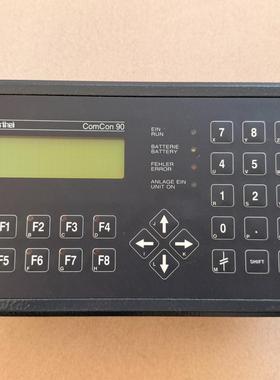 ComCon 90
EIN
RUN
BATTERIE
BATTERY
FEHLER
ERROR
ANLAGE EIN
UNIT ON
7 8
X Y Z
4 5
U V
1 2
R S
0 .
O P
M SHIFT
F1 F2 F3 F4
B C D
F5 F6 F7 F8
F G H
I J K L